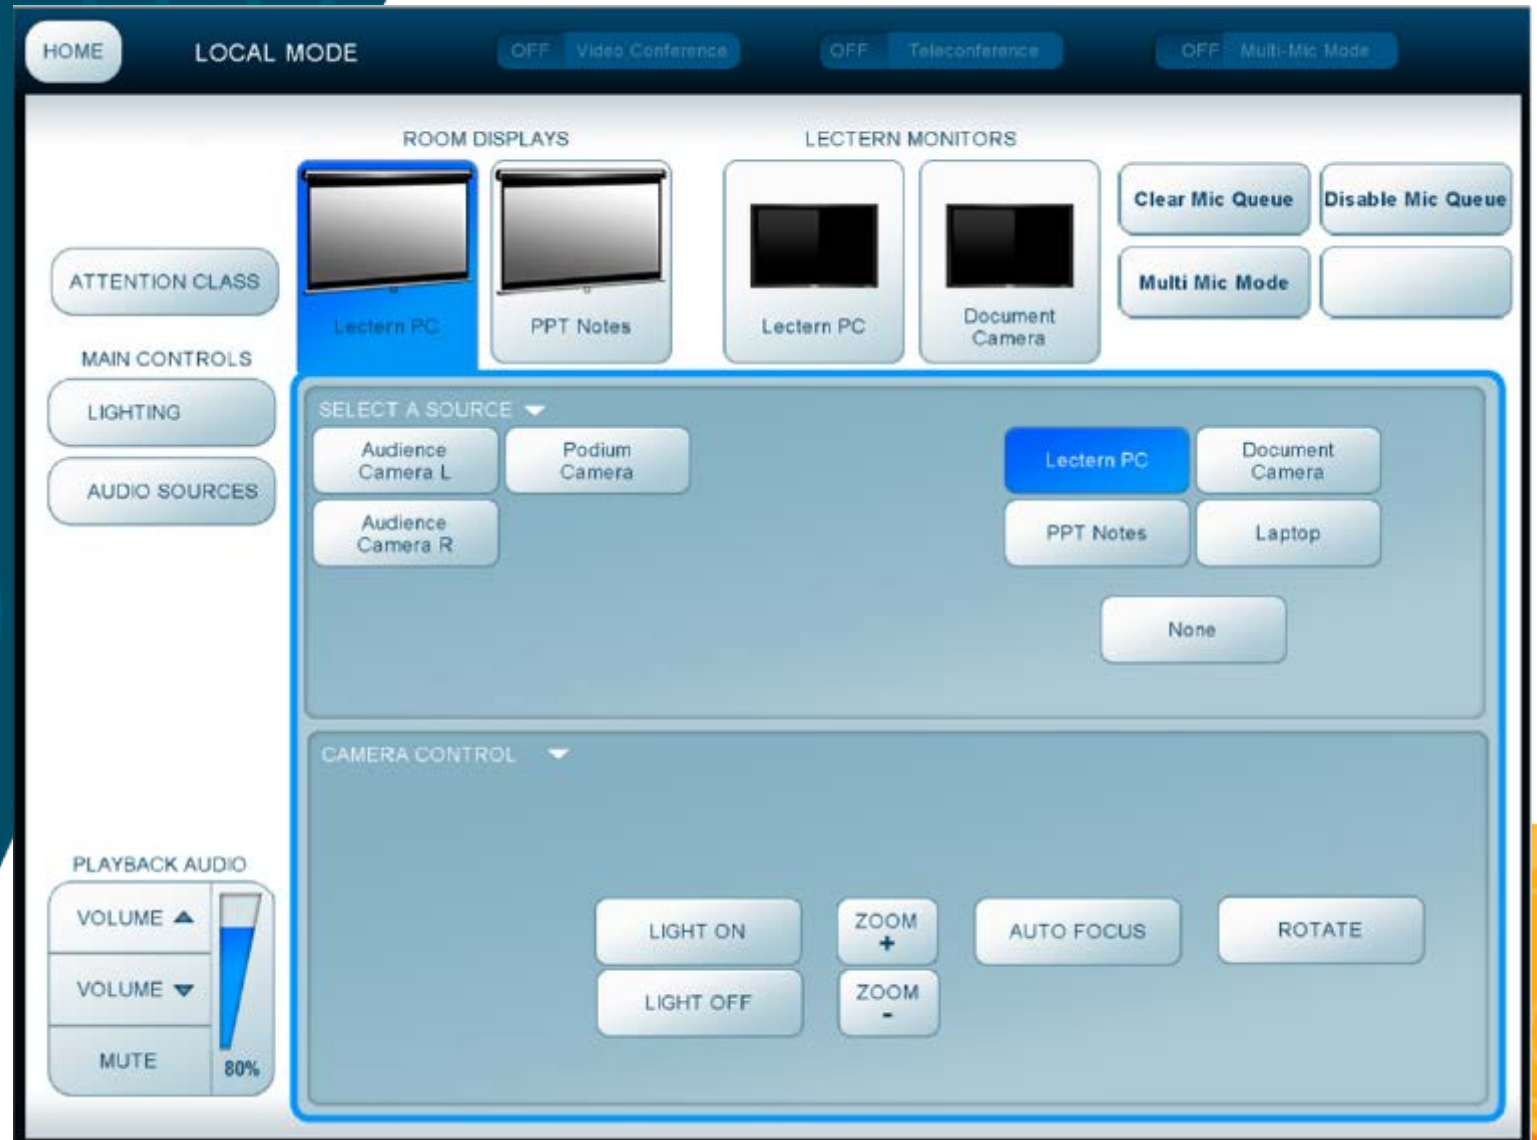 HOME
LOCAL MODE
OFF Video Conference
OFF Teleconference
OFF Multi-Mic Mode
ROOM DISPLAYS
LECTERN MONITORS
Lectern PC
PPT Notes
Lectern PC
Document
Camera
Clear Mic Queue
Disable Mic Queue
Multi Mic Mode
ATTENTION CLASS
MAIN CONTROLS
LIGHTING
AUDIO SOURCES
SELECT A SOURCE
Audience
Camera L
Podium
Camera
Audience
Camera R
Lectern PC
Document
Camera
PPT Notes
Laptop
None
CAMERA CONTROL
LIGHT ON
LIGHT OFF
ZOOM
+
ZOOM
-
AUTO FOCUS
ROTATE
PLAYBACK AUDIO
VOLUME
VOLUME
MUTE
80%